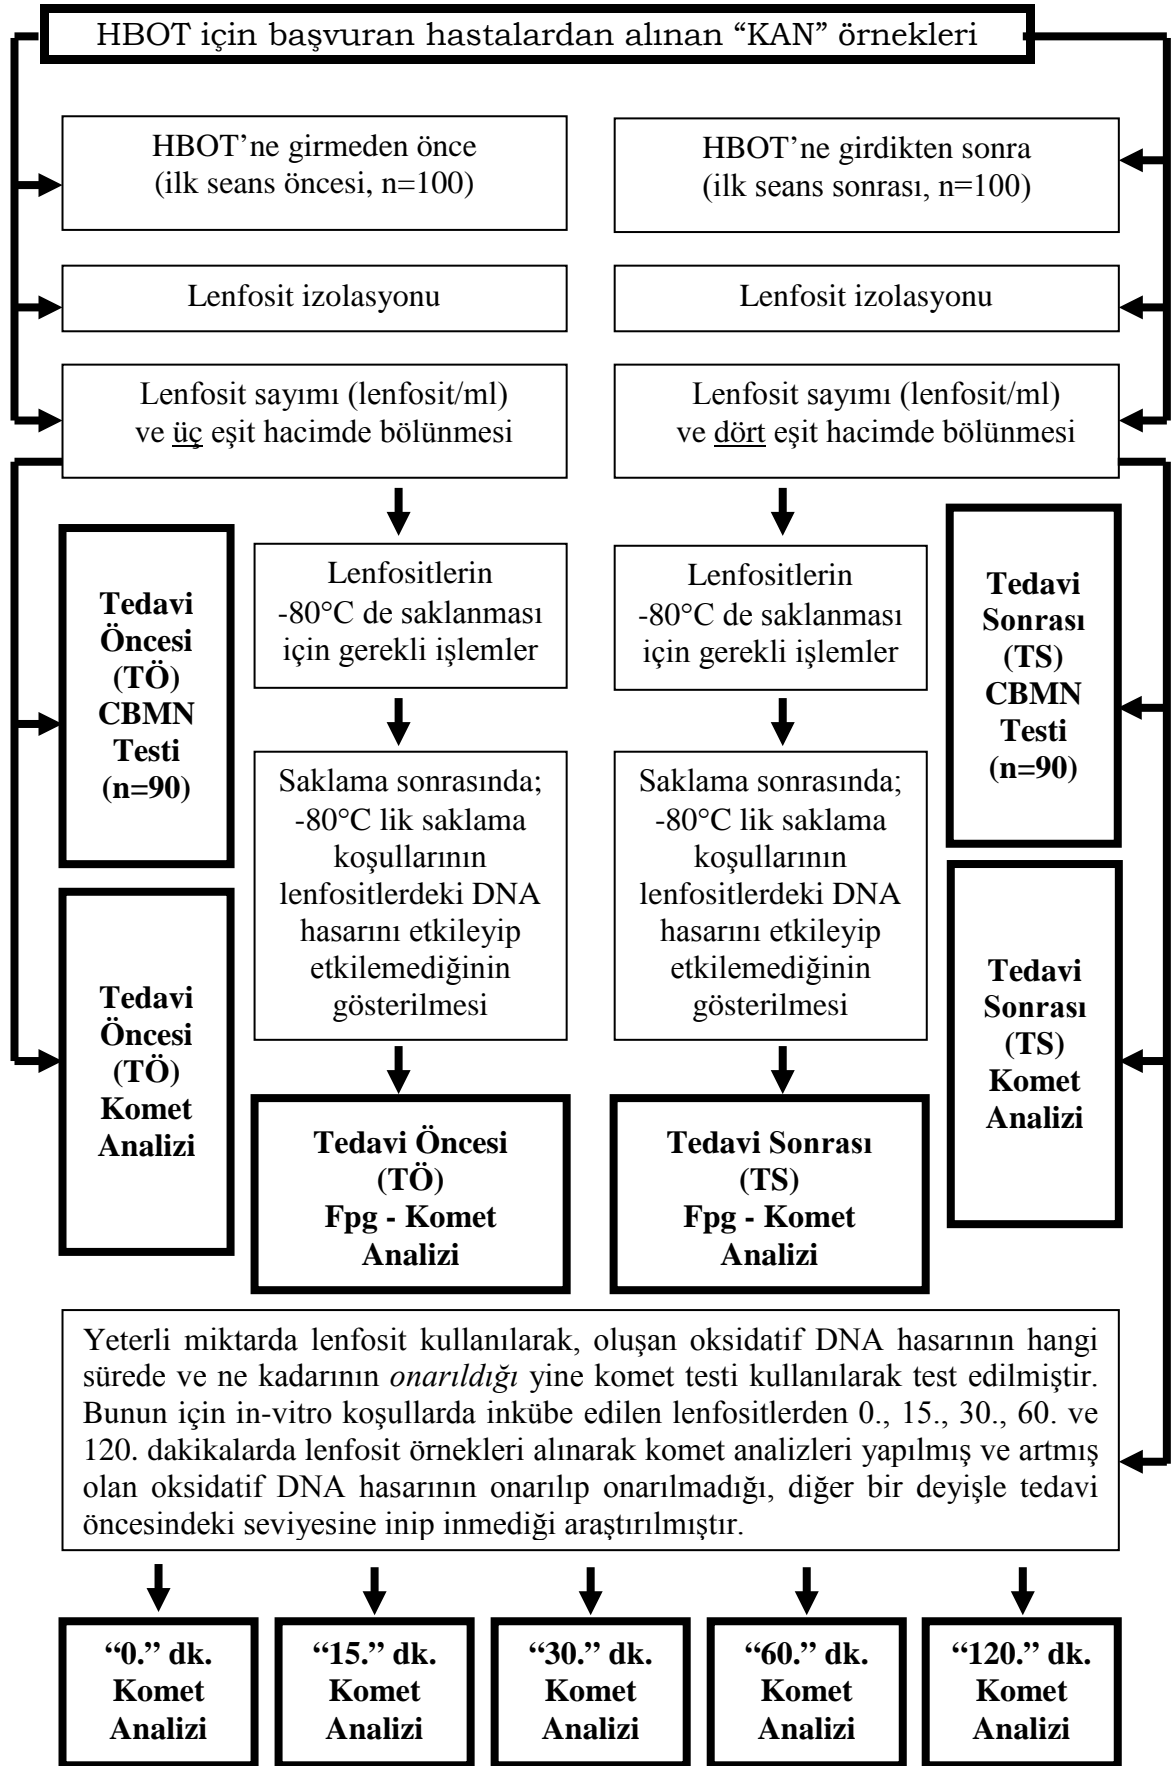 HBOT için başvuran hastalardan alınan “KAN” örnekleri
HBOT’ne girmeden önce
(ilk seans öncesi, n=100)
HBOT’ne girdikten sonra
(ilk seans sonrası, n=100)
Lenfosit izolasyonu
Lenfosit izolasyonu
Lenfosit sayımı (lenfosit/ml)
ve üç eşit hacimde bölünmesi
Lenfosit sayımı (lenfosit/ml)
ve dört eşit hacimde bölünmesi
Tedavi
Öncesi
(TÖ)
CBMN
Testi
(n=90)
Lenfositlerin
-80°C de saklanması
için gerekli işlemler
Lenfositlerin
-80°C de saklanması
için gerekli işlemler
Tedavi
Sonrası
(TS)
CBMN
Testi
(n=90)
Saklama sonrasında;
-80°C lik saklama
koşullarının
lenfositlerdeki DNA
hasarını etkileyip
etkilemediğinin
gösterilmesi
Saklama sonrasında;
-80°C lik saklama
koşullarının
lenfositlerdeki DNA
hasarını etkileyip
etkilemediğinin
gösterilmesi
Tedavi
Öncesi
(TÖ)
Komet
Analizi
Tedavi
Sonrası
(TS)
Komet
Analizi
Tedavi Öncesi
(TÖ)
Fpg - Komet
Analizi
Tedavi Sonrası
(TS)
Fpg - Komet
Analizi
Yeterli miktarda lenfosit kullanılarak, oluşan oksidatif DNA hasarının hangi
sürede ve ne kadarının onarıldığı yine komet testi kullanılarak test edilmiştir.
Bunun için in-vitro koşullarda inkübe edilen lenfositlerden 0., 15., 30., 60. ve
120. dakikalarda lenfosit örnekleri alınarak komet analizleri yapılmış ve artmış
olan oksidatif DNA hasarının onarılıp onarılmadığı, diğer bir deyişle tedavi
öncesindeki seviyesine inip inmediği araştırılmıştır.
“0.” dk.
Komet
Analizi
“15.” dk.
Komet
Analizi
“30.” dk.
Komet
Analizi
“60.” dk.
Komet
Analizi
“120.” dk.
Komet
Analizi